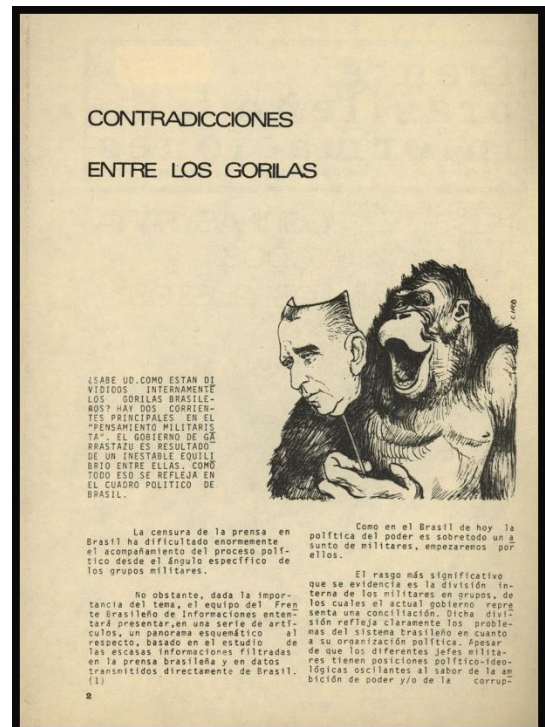 CONTRADICCIONES
ENTRE LOS GORILAS
¿SABE UD.COMO ESTAN DI
VIDIDOS INTERNAMENTE
LOS GORILAS BRASILE-
ROS? HAY DOS CORRIEN-
TES PRINCIPALES EN EL
"PENSAMIENTO MILITARIS
TA". EL GOBIERNO DE GA
RRASTAZU ES RESULTADO
DE UN INESTABLE EQUILI
BRIO ENTRE ELLAS. COMO
TODO ESO SE REFLEJA EN
EL CUADRO POLITICO DE
BRASIL.
La censura de la prensa en
Brasil ha dificultado enormemente
el acompañamiento del proceso polí-
tico desde el ángulo específico de
los grupos militares.
No obstante, dada la impor-
tancia del tema, el equipo del Fren
te Brasileño de Informaciones enten-
tará presentar,en una serie de artí-
culos, un panorama esquemático al
respecto, basado en el estudio de
las escasas informaciones filtradas
en la prensa brasileña y en datos
transmitidos directamente de Brasil.
(1)
2
Como en el Brasil de hoy la
política del poder es sobretodo un a
sunto de militares, empezaremos por
ellos.
El rasgo más significativo
que se evidencia es la división in-
terna de los militares en grupos, de
los cuales el actual gobierno repre
senta una conciliación. Dicha divi-
sión refleja claramente los proble-
mas del sistema brasileño en cuanto
a su organización política. Apesar
de que los diferentes jefes milita-
res tienen posiciones político-ideo-
lógicas oscilantes al sabor de la am
bición de poder y/o de la corrup-